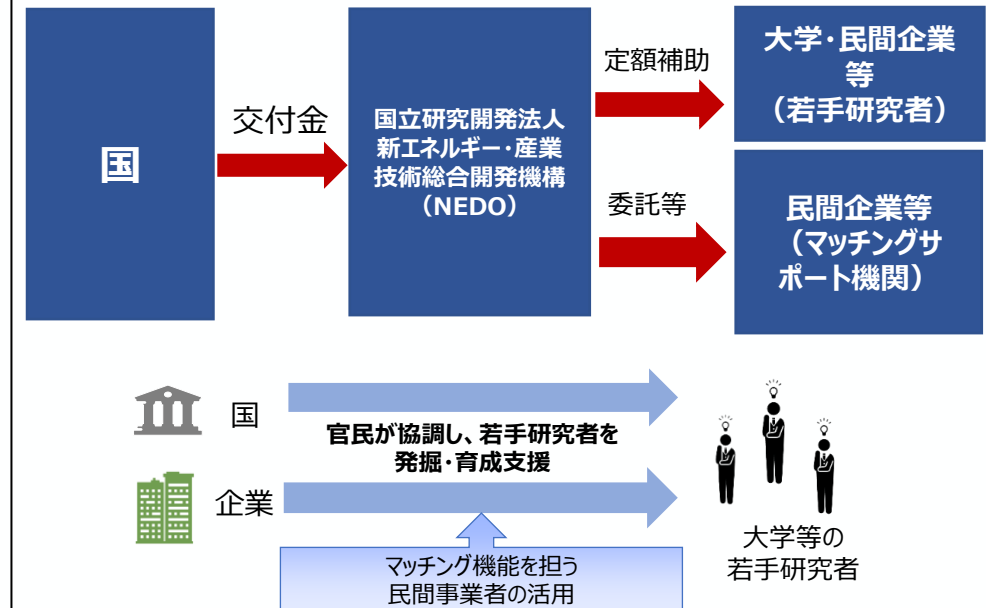 国
交付金
国立研究開発法人
新エネルギー・産業
技術総合開発機構
（NEDO）
定額補助
大学・民間企業
等
（若手研究者）
委託等
民間企業等
（マッチングサ
ポート機関）
国
官民が協調し、若手研究者を
発掘・育成支援
企業
大学等の
若手研究者
マッチング機能を担う
民間事業者の活用